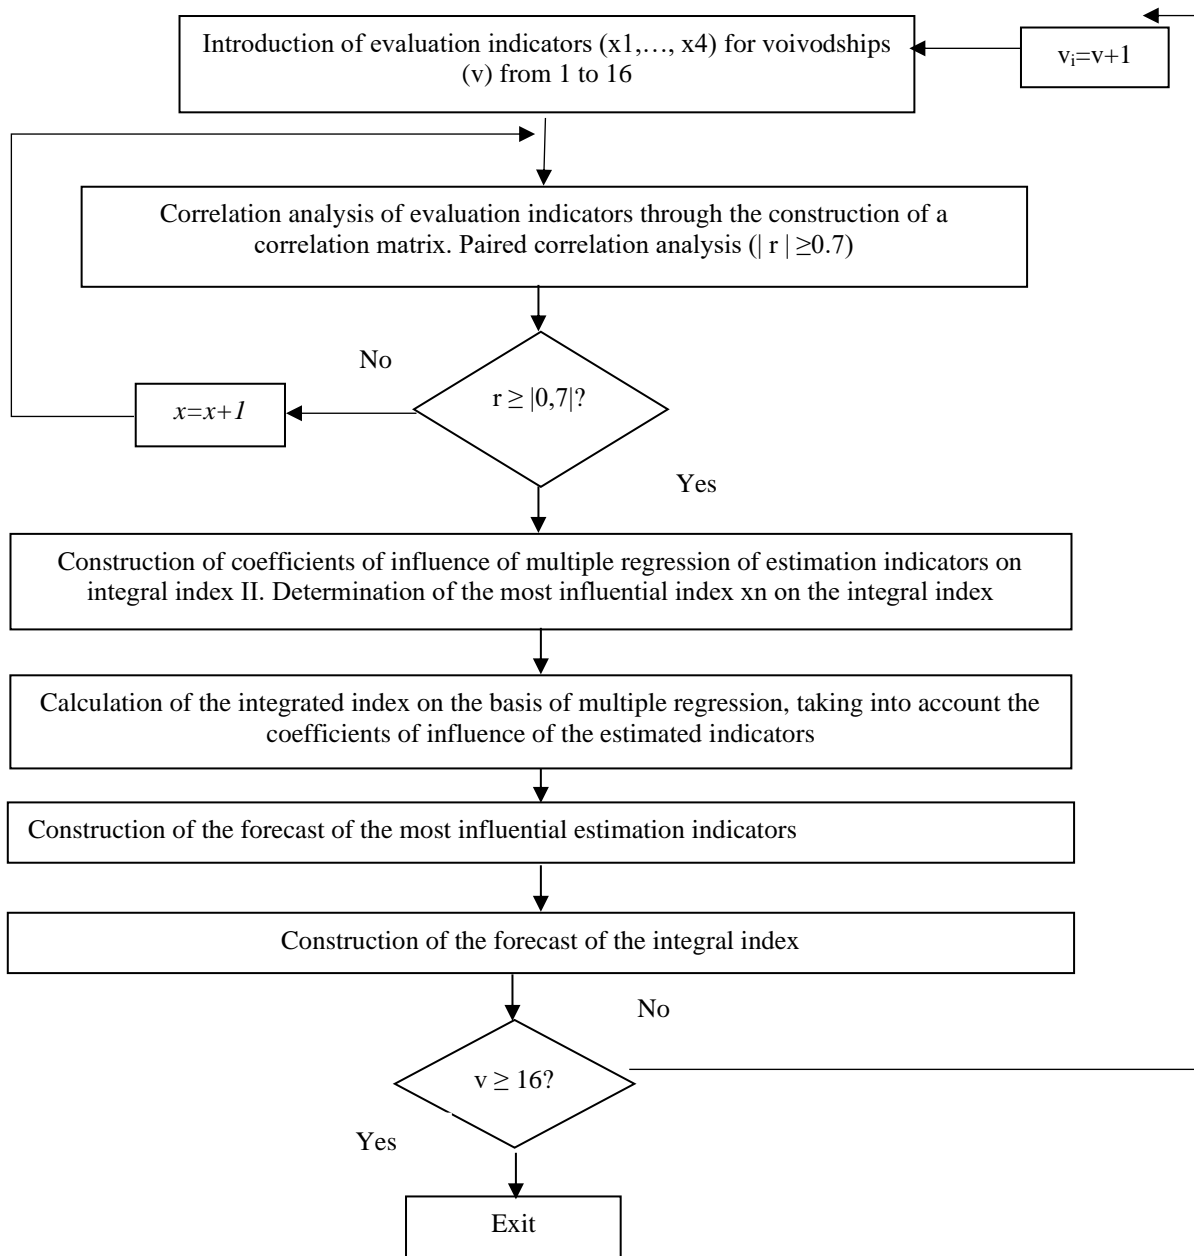 Introduction of evaluation indicators (x1,…, x4) for voivodships
(v) from 1 to 16
vᵢ=v+1
Correlation analysis of evaluation indicators through the construction of a
correlation matrix. Paired correlation analysis (| r | ≥0.7)
No
r ≥ |0,7|?
x=x+1
Yes
Construction of coefficients of influence of multiple regression of estimation indicators on
integral index II. Determination of the most influential index xn on the integral index
Calculation of the integrated index on the basis of multiple regression, taking into account the
coefficients of influence of the estimated indicators
Construction of the forecast of the most influential estimation indicators
Construction of the forecast of the integral index
No
v ≥ 16?
Yes
Exit